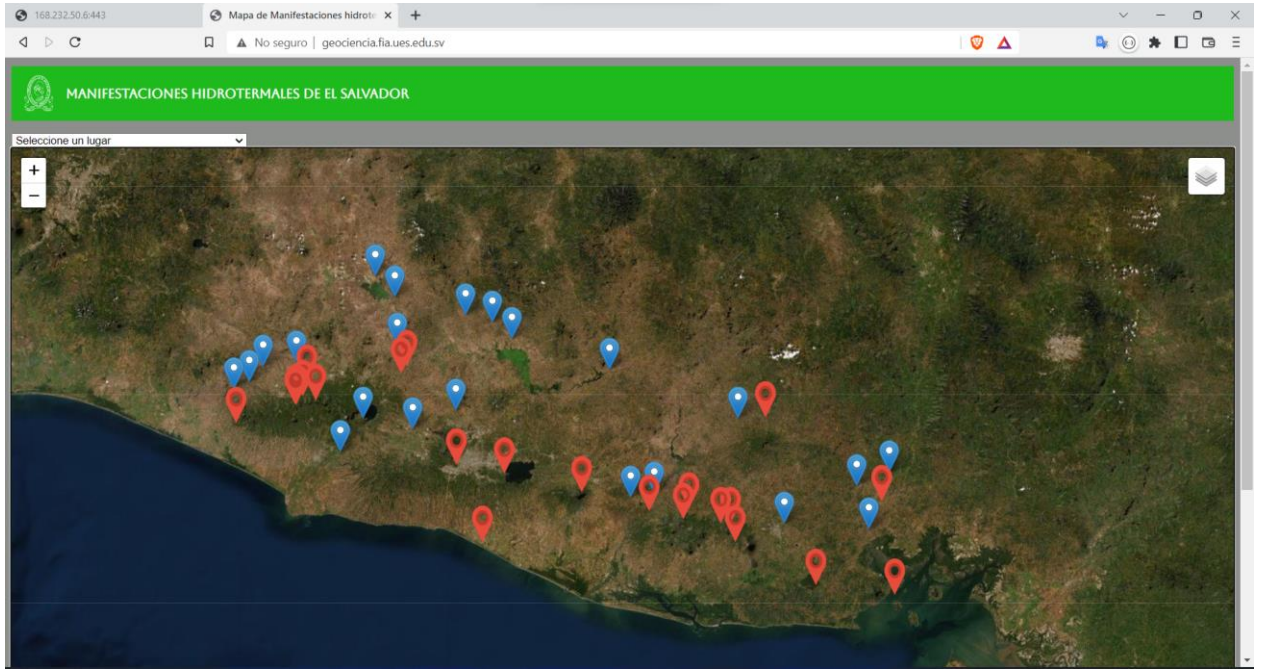 168.232.50.6:443
Mapa de Manifestaciones hidrote
No seguro | geociencia.fia.ues.edu.sv
MANIFESTACIONES HIDROTERMALES DE EL SALVADOR
Seleccione un lugar
+
−